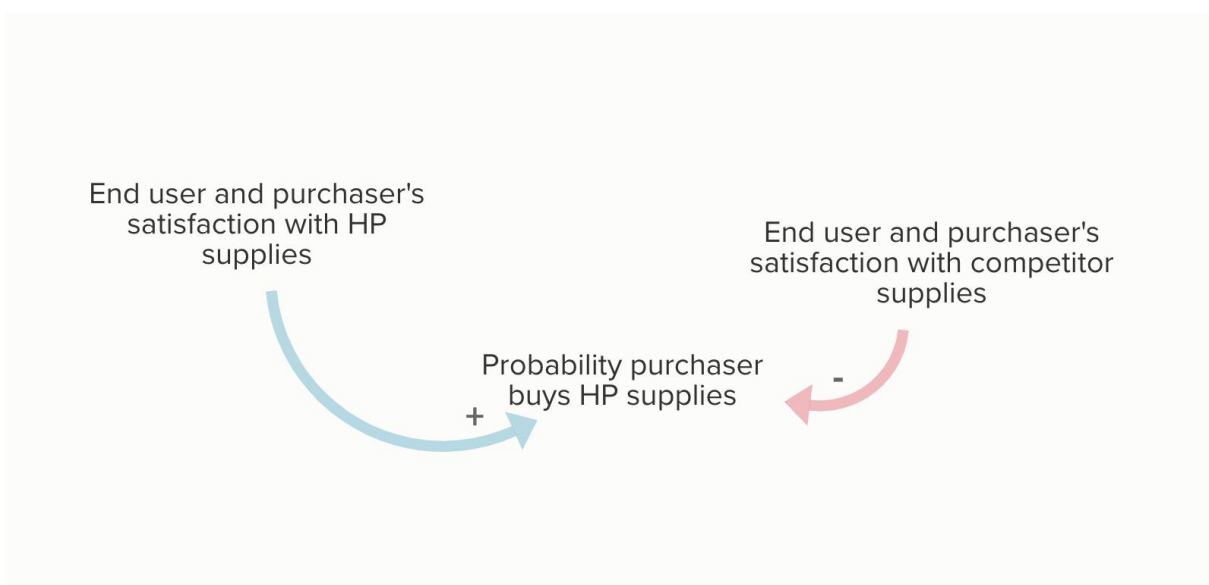 End user and purchaser's
satisfaction with HP
supplies
End user and purchaser's
satisfaction with competitor
supplies
Probability purchaser
buys HP supplies
+
-